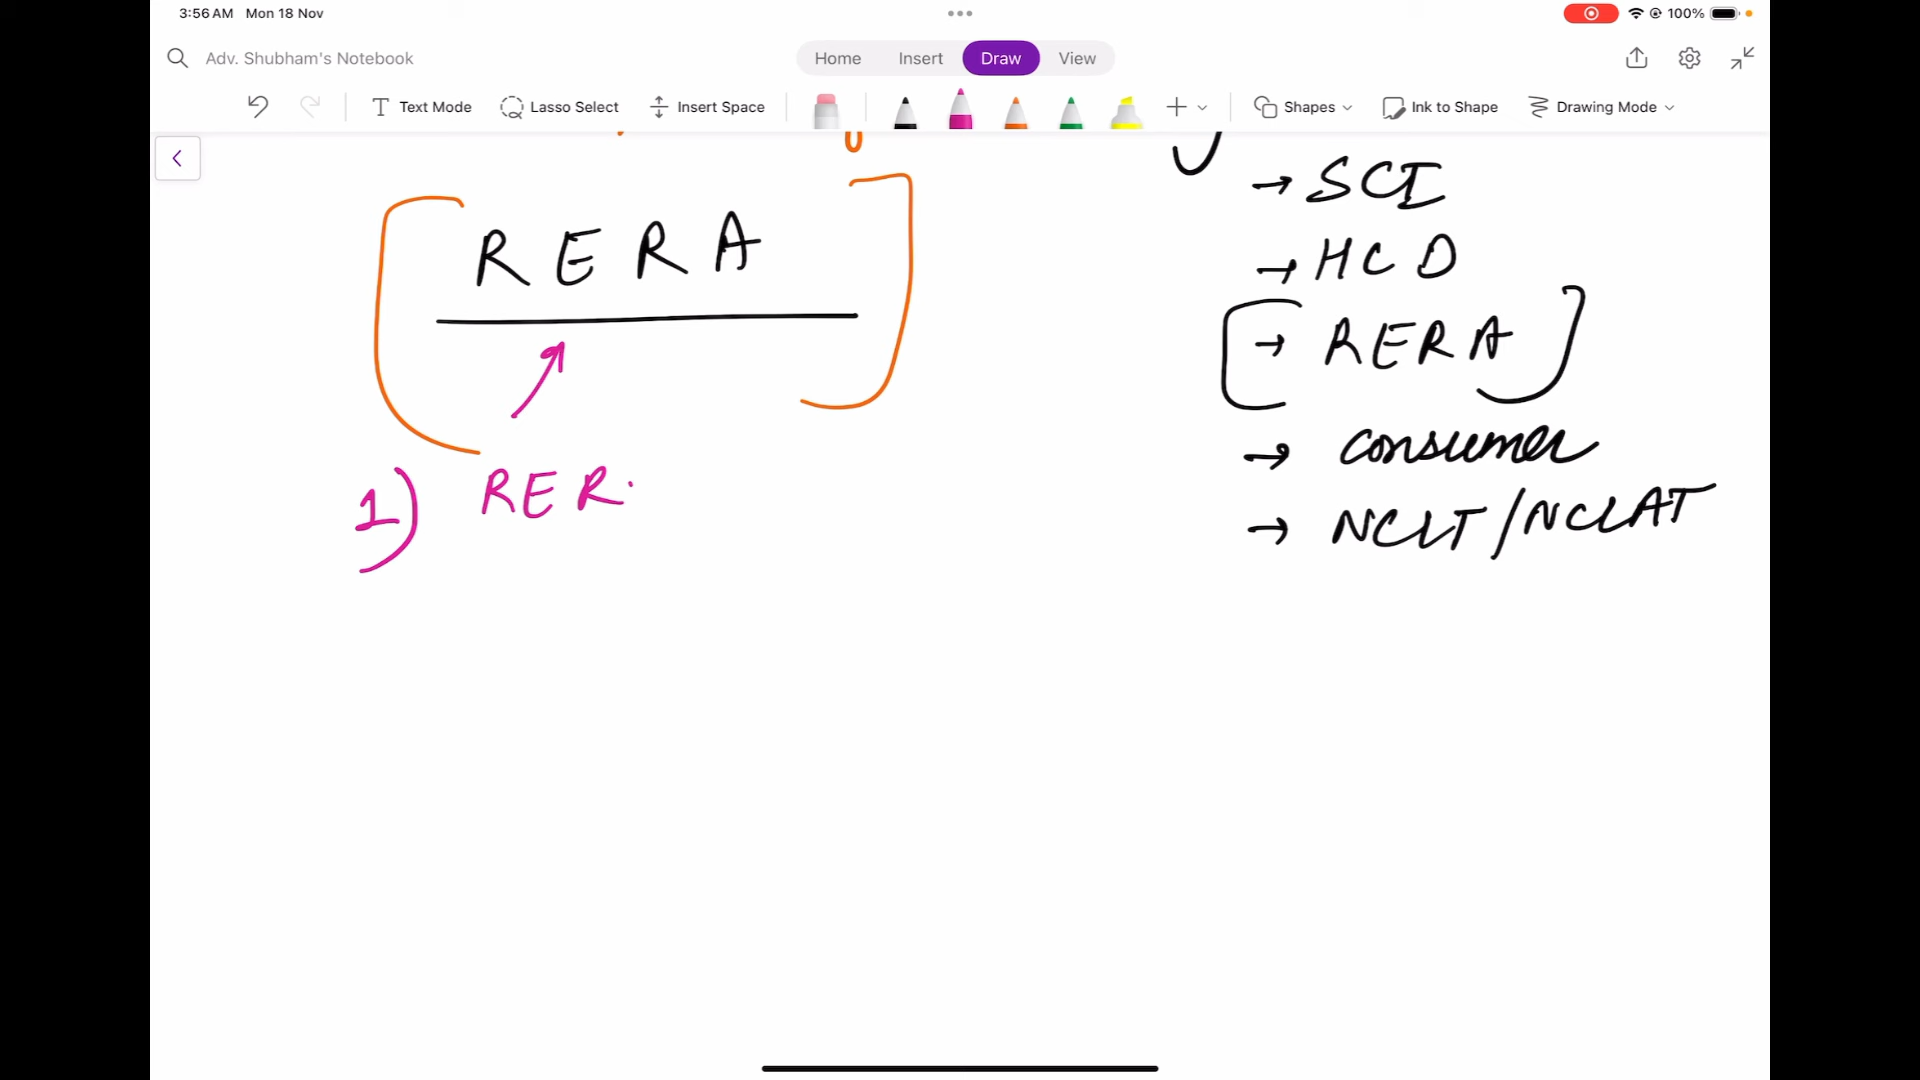 3:56 AM Mon 18 Nov
100%
Adv. Shubham's Notebook
Home Insert Draw View
Text Mode Lasso Select Insert Space Shapes Ink to Shape Drawing Mode
RERA
1) RER
→ SCI
→ HCD
→ RERA
→ consumer
→ NCLT/NCLAT